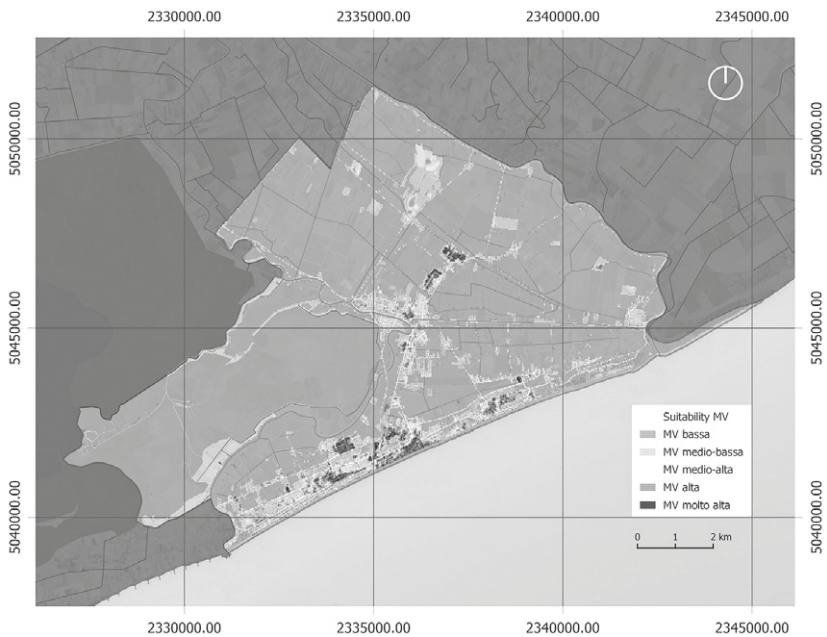 2330000.00 2335000.00 2340000.00 2345000.00
5050000.00 5050000.00
5045000.00 5045000.00
Suitability MV
MV bassa
MV medio-bassa
MV medio-alta
MV alta
MV molto alta
5040000.00 5040000.00
0 1 2 km
2330000.00 2335000.00 2340000.00 2345000.00